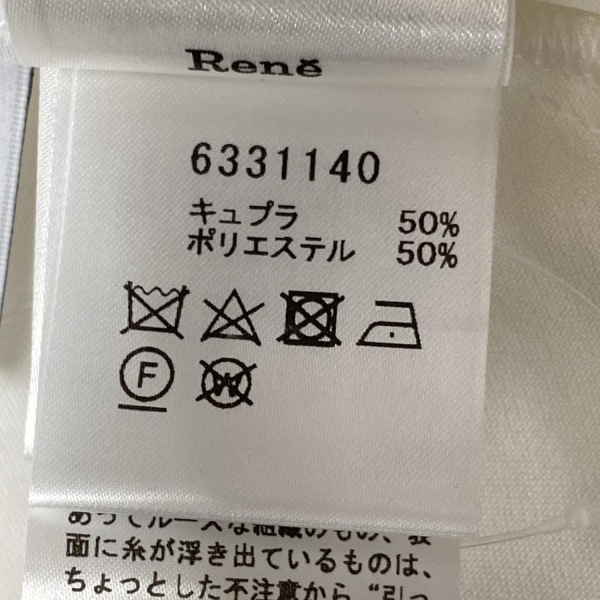 René
6331140
キュプラ 50%
ポリエステル 50%
F W
面に糸が浮き出ているものは、
ちょっとした不注意から“引っ